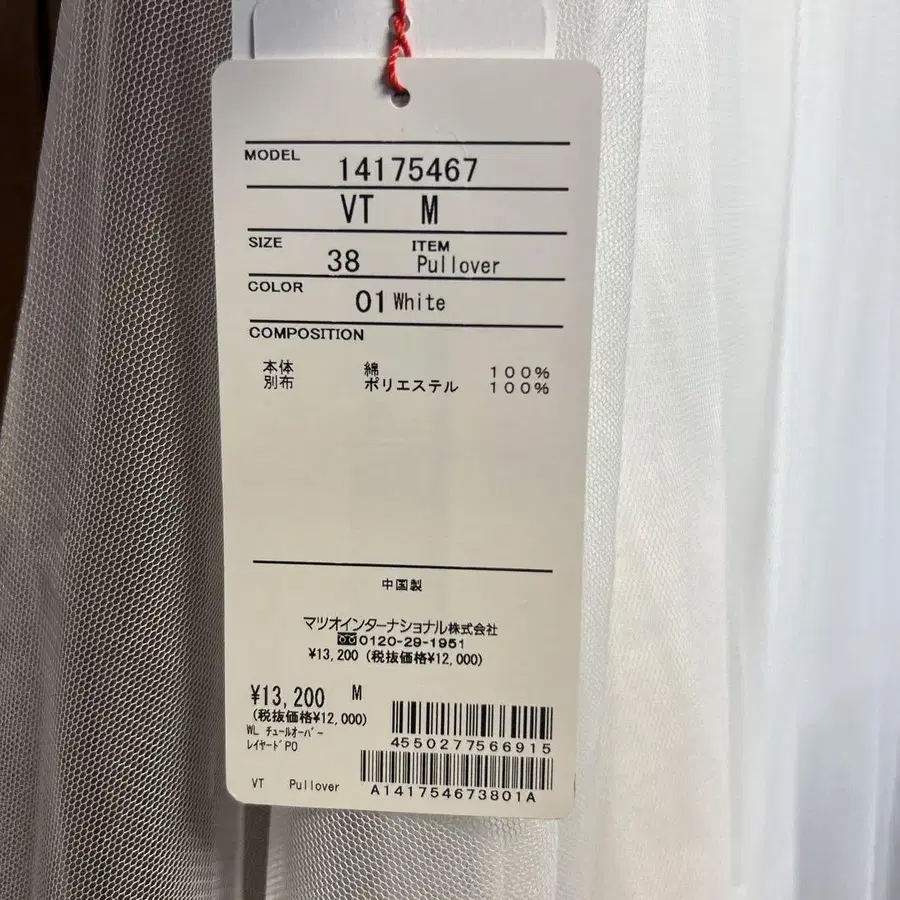 MODEL 14175467
VT M
SIZE 38 ITEM Pullover
COLOR 01 White
COMPOSITION
本体 綿 100%
別布 ポリエステル 100%
中国製
マツオインターナショナル株式会社
0120-29-1951
¥13,200 (税抜価格¥12,000)
¥13,200 M
(税抜価格¥12,000)
WL チュールオーバー
レイヤードPO
4550277566915
VT Pullover
A141754673801A